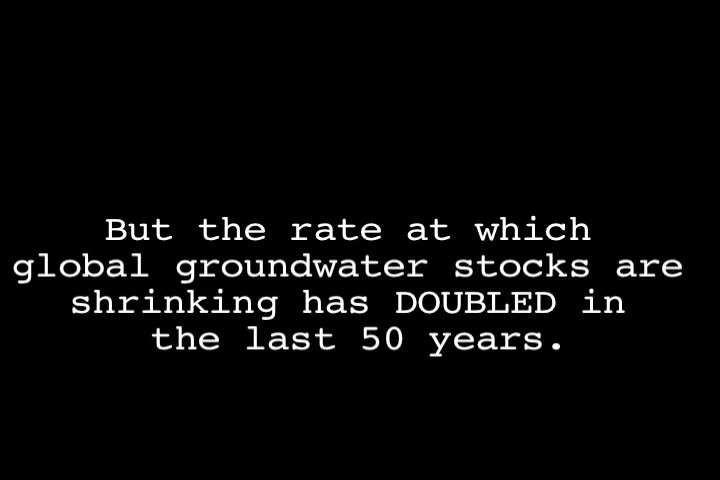 But the rate at which
global groundwater stocks are
shrinking has DOUBLED in
the last 50 years.